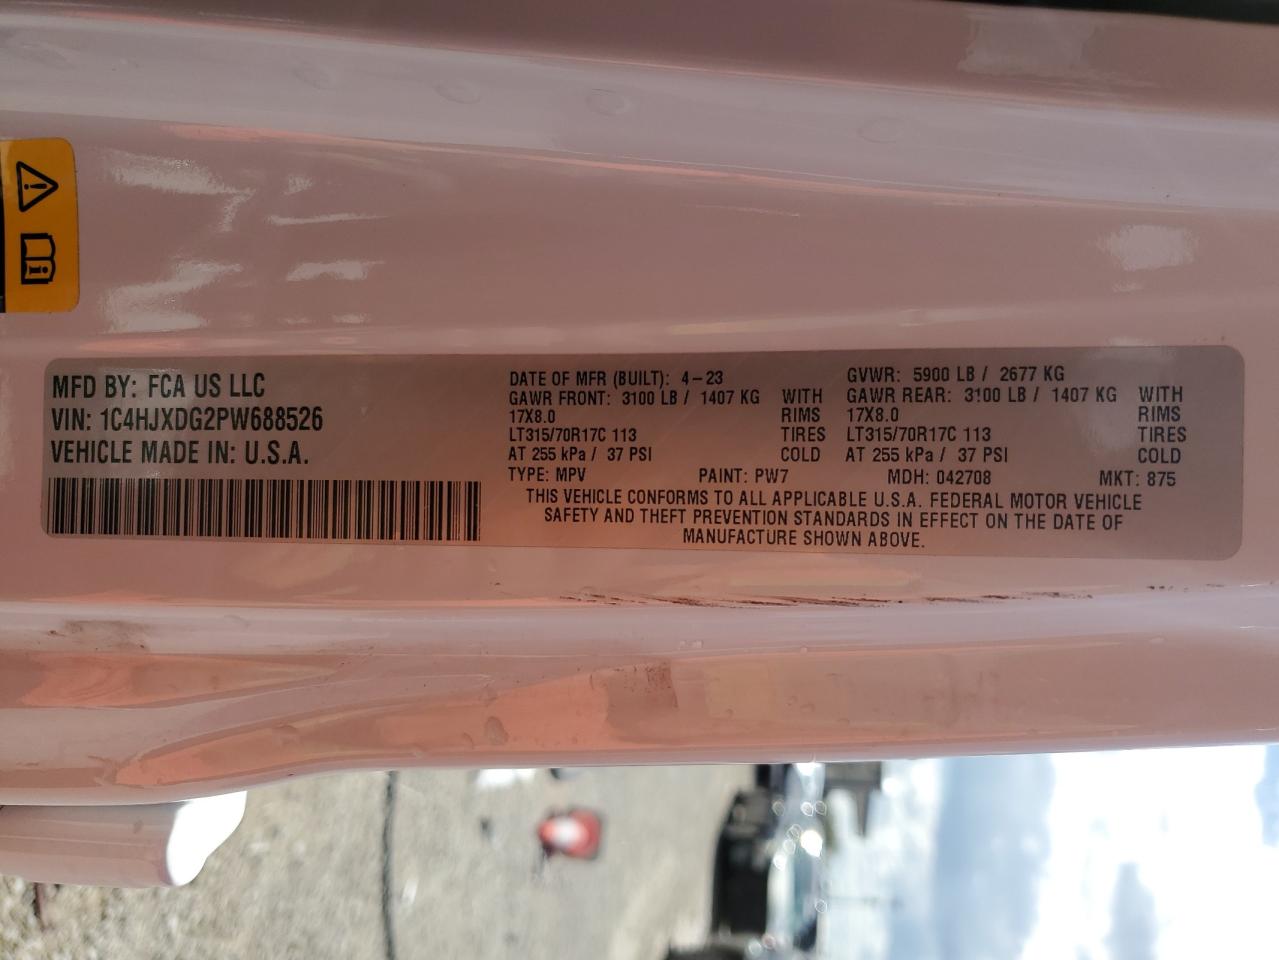 MFD BY: FCA US LLC
VIN: 1C4HJXDG2PW688526
VEHICLE MADE IN: U.S.A.
DATE OF MFR (BUILT): 4-23 GVWR: 5900 LB / 2677 KG
GAWR FRONT: 3100 LB / 1407 KG WITH GAWR REAR: 3100 LB / 1407 KG WITH
17X8.0 RIMS 17X8.0 RIMS
LT315/70R17C 113 TIRES LT315/70R17C 113 TIRES
AT 255 kPa / 37 PSI COLD AT 255 kPa / 37 PSI COLD
TYPE: MPV PAINT: PW7 MDH: 042708 MKT: 875
THIS VEHICLE CONFORMS TO ALL APPLICABLE U.S.A. FEDERAL MOTOR VEHICLE
SAFETY AND THEFT PREVENTION STANDARDS IN EFFECT ON THE DATE OF
MANUFACTURE SHOWN ABOVE.